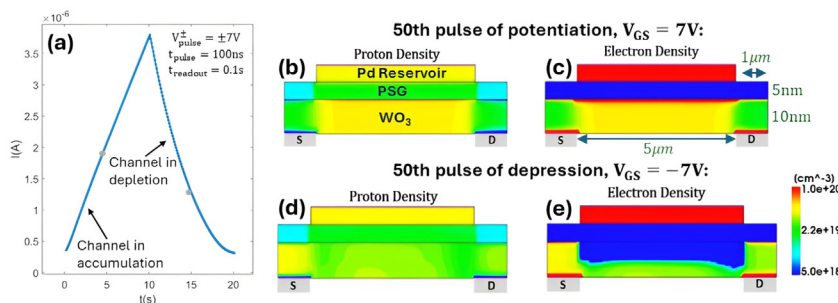 ×10⁻⁶
4
3.5
3
2.5
2
1.5
1
0.5
0
I(A)
0 5 10 15 20
t(s)
(a)
V±pulse = ±7V
tpulse = 100ns
treadout = 0.1s
Channel in
depletion
Channel in
accumulation
50th pulse of potentiation, VGS = 7V:
(b) Proton Density
Pd Reservoir
PSG
WO3
S D
(c) Electron Density
1μm
5nm
10nm
S 5μm D
50th pulse of depression, VGS = −7V:
(d) Proton Density
S D
(e) Electron Density
S D
(cm^-3)
1.0e+20
2.2e+19
5.0e+18